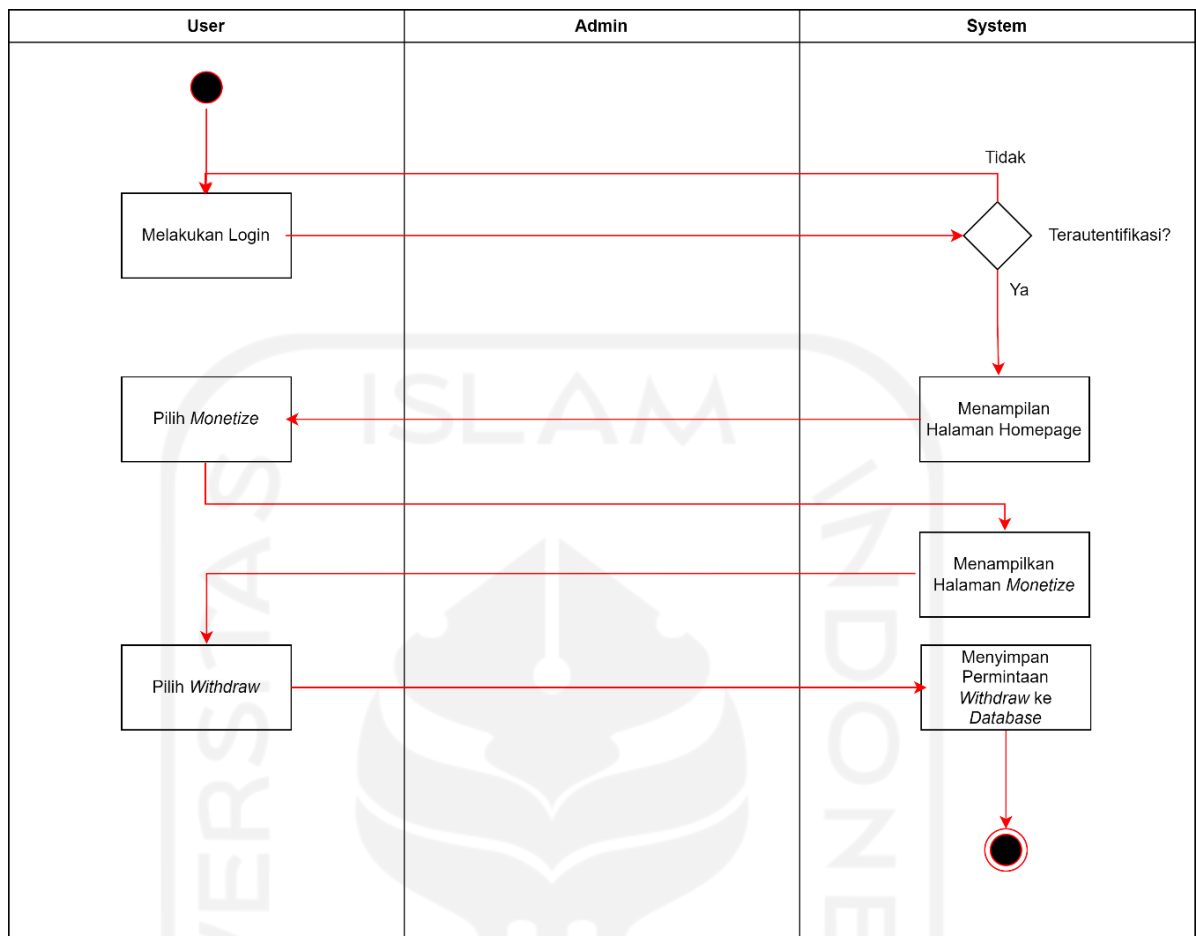 User
Admin
System
Tidak
Melakukan Login
Terautentifikasi?
Ya
Pilih Monetize
Menampilan
Halaman Homepage
Menampilkan
Halaman Monetize
Pilih Withdraw
Menyimpan
Permintaan
Withdraw ke
Database
ISLAM